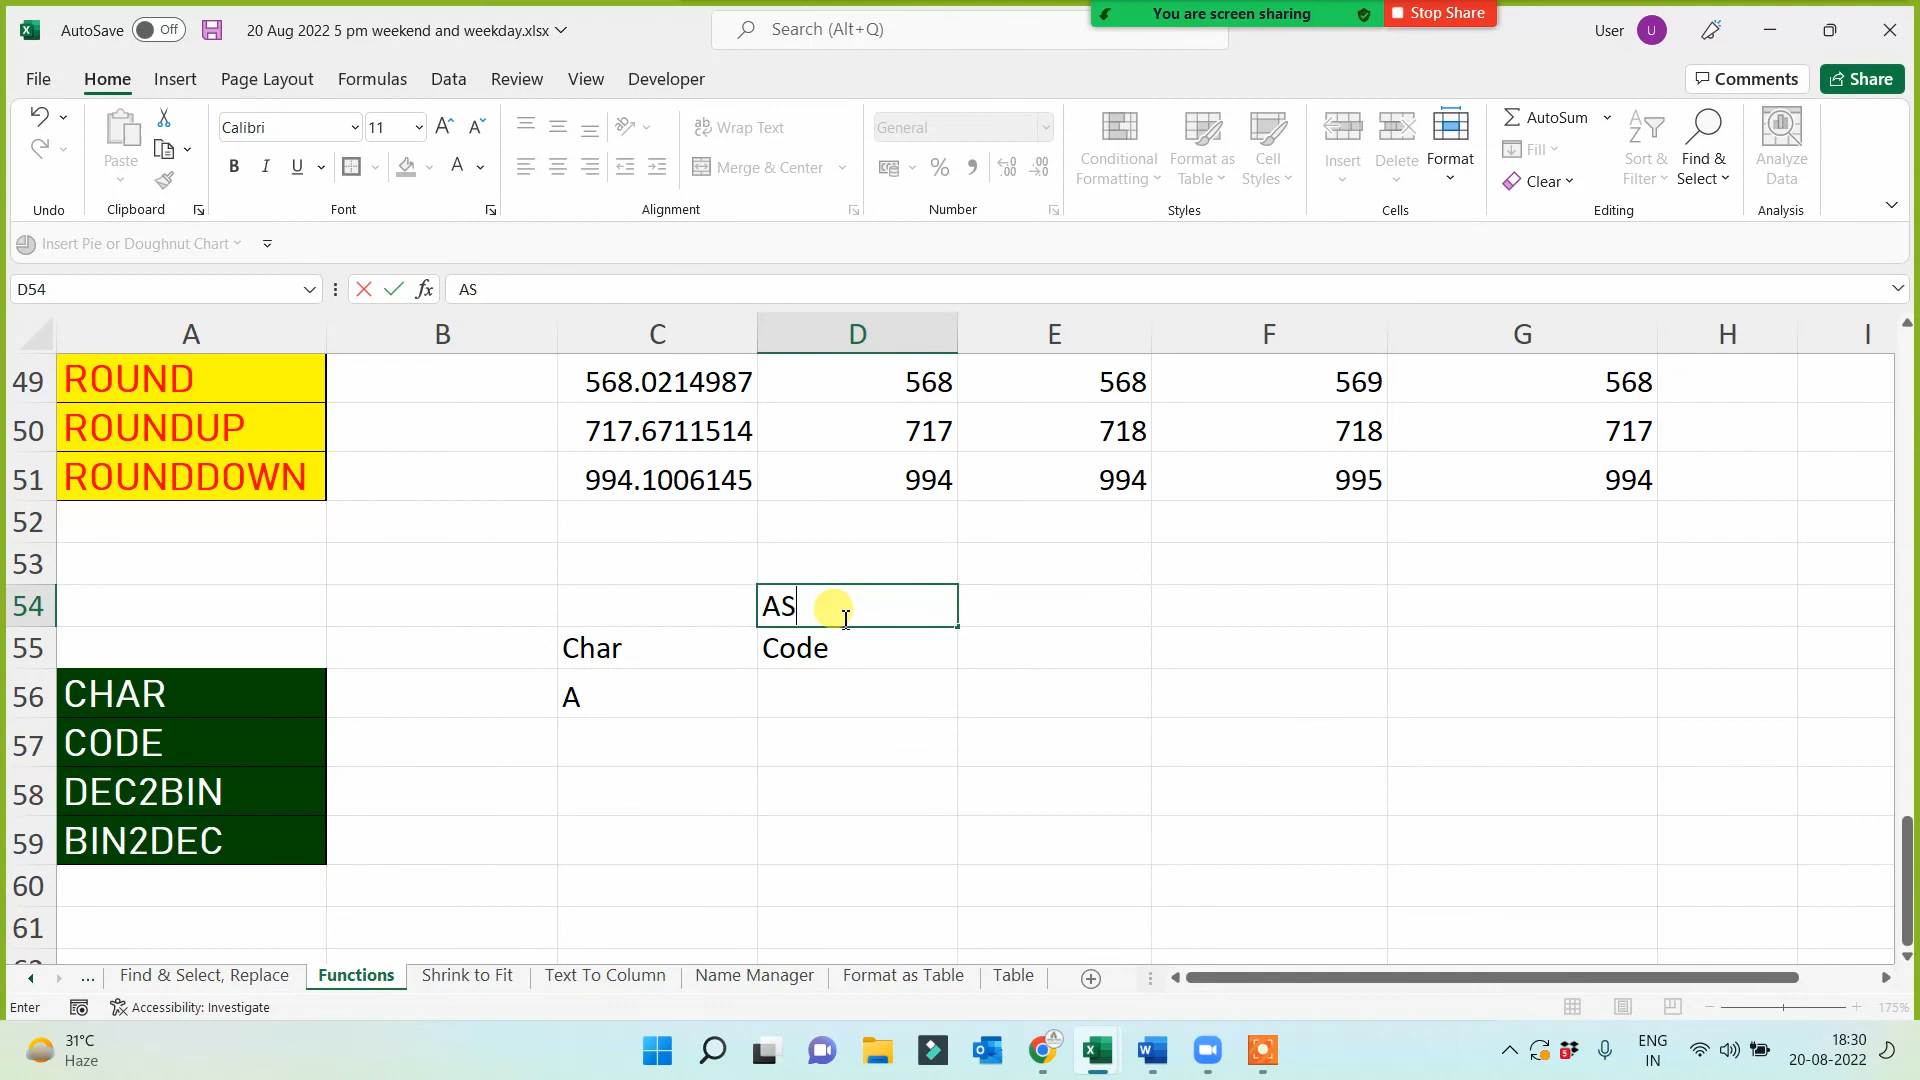 You are screen sharing
Stop Share
AutoSave Off
20 Aug 2022 5 pm weekend and weekday.xlsx
Search (Alt+Q)
User
U
File Home Insert Page Layout Formulas Data Review View Developer
Comments
Share
Undo
Paste
Clipboard
Calibri 11
B I U
A
Font
Wrap Text
Merge & Center
Alignment
General
Number
Conditional Formatting
Format as Table
Cell Styles
Styles
Insert
Delete
Format
Cells
AutoSum
Fill
Clear
Sort & Filter
Find & Select
Editing
Analyze Data
Analysis
Insert Pie or Doughnut Chart
D54
fx
AS
A B C D E F G H I
49 ROUND 568.0214987 568 568 569 568
50 ROUNDUP 717.6711514 717 718 718 717
51 ROUNDDOWN 994.1006145 994 994 995 994
52
53
54 AS
55 Char Code
56 CHAR A
57 CODE
58 DEC2BIN
59 BIN2DEC
60
61
... Find & Select, Replace Functions Shrink to Fit Text To Column Name Manager Format as Table Table
Enter
Accessibility: Investigate
175%
31°C
Haze
ENG
IN
18:30
20-08-2022